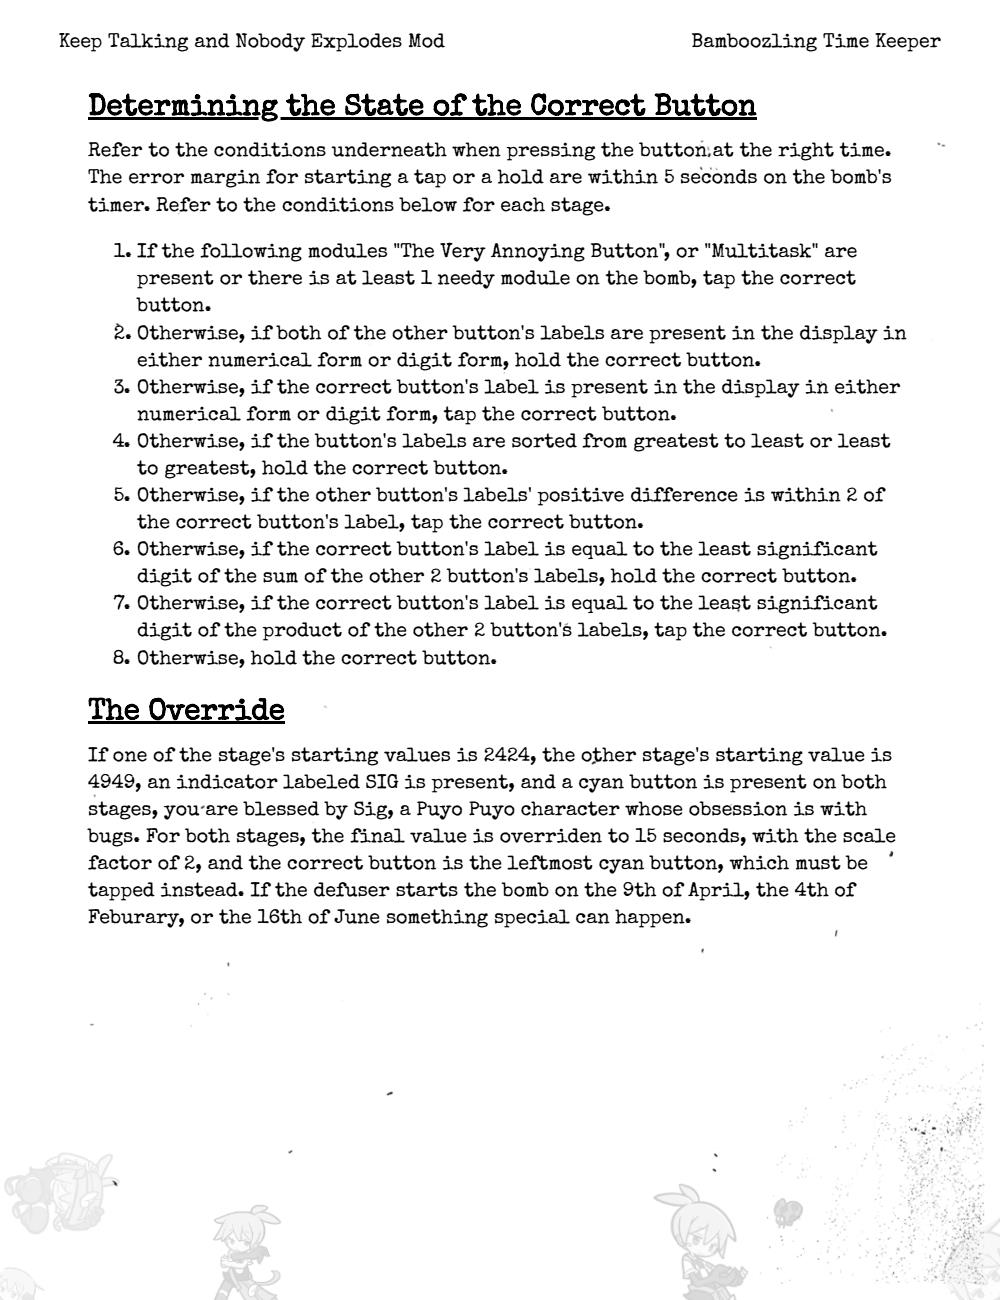 Keep Talking and Nobody Explodes Mod Bamboozling Time Keeper
Determining the State of the Correct Button
Refer to the conditions underneath when pressing the button at the right time.
The error margin for starting a tap or a hold are within 5 seconds on the bomb's
timer. Refer to the conditions below for each stage.
1. If the following modules "The Very Annoying Button", or "Multitask" are
present or there is at least 1 needy module on the bomb, tap the correct
button.
2. Otherwise, if both of the other button's labels are present in the display in
either numerical form or digit form, hold the correct button.
3. Otherwise, if the correct button's label is present in the display in either
numerical form or digit form, tap the correct button.
4. Otherwise, if the button's labels are sorted from greatest to least or least
to greatest, hold the correct button.
5. Otherwise, if the other button's labels' positive difference is within 2 of
the correct button's label, tap the correct button.
6. Otherwise, if the correct button's label is equal to the least significant
digit of the sum of the other 2 button's labels, hold the correct button.
7. Otherwise, if the correct button's label is equal to the least significant
digit of the product of the other 2 button's labels, tap the correct button.
8. Otherwise, hold the correct button.
The Override
If one of the stage's starting values is 2424, the other stage's starting value is
4949, an indicator labeled SIG is present, and a cyan button is present on both
stages, you are blessed by Sig, a Puyo Puyo character whose obsession is with
bugs. For both stages, the final value is overriden to 15 seconds, with the scale
factor of 2, and the correct button is the leftmost cyan button, which must be
tapped instead. If the defuser starts the bomb on the 9th of April, the 4th of
Feburary, or the 16th of June something special can happen.